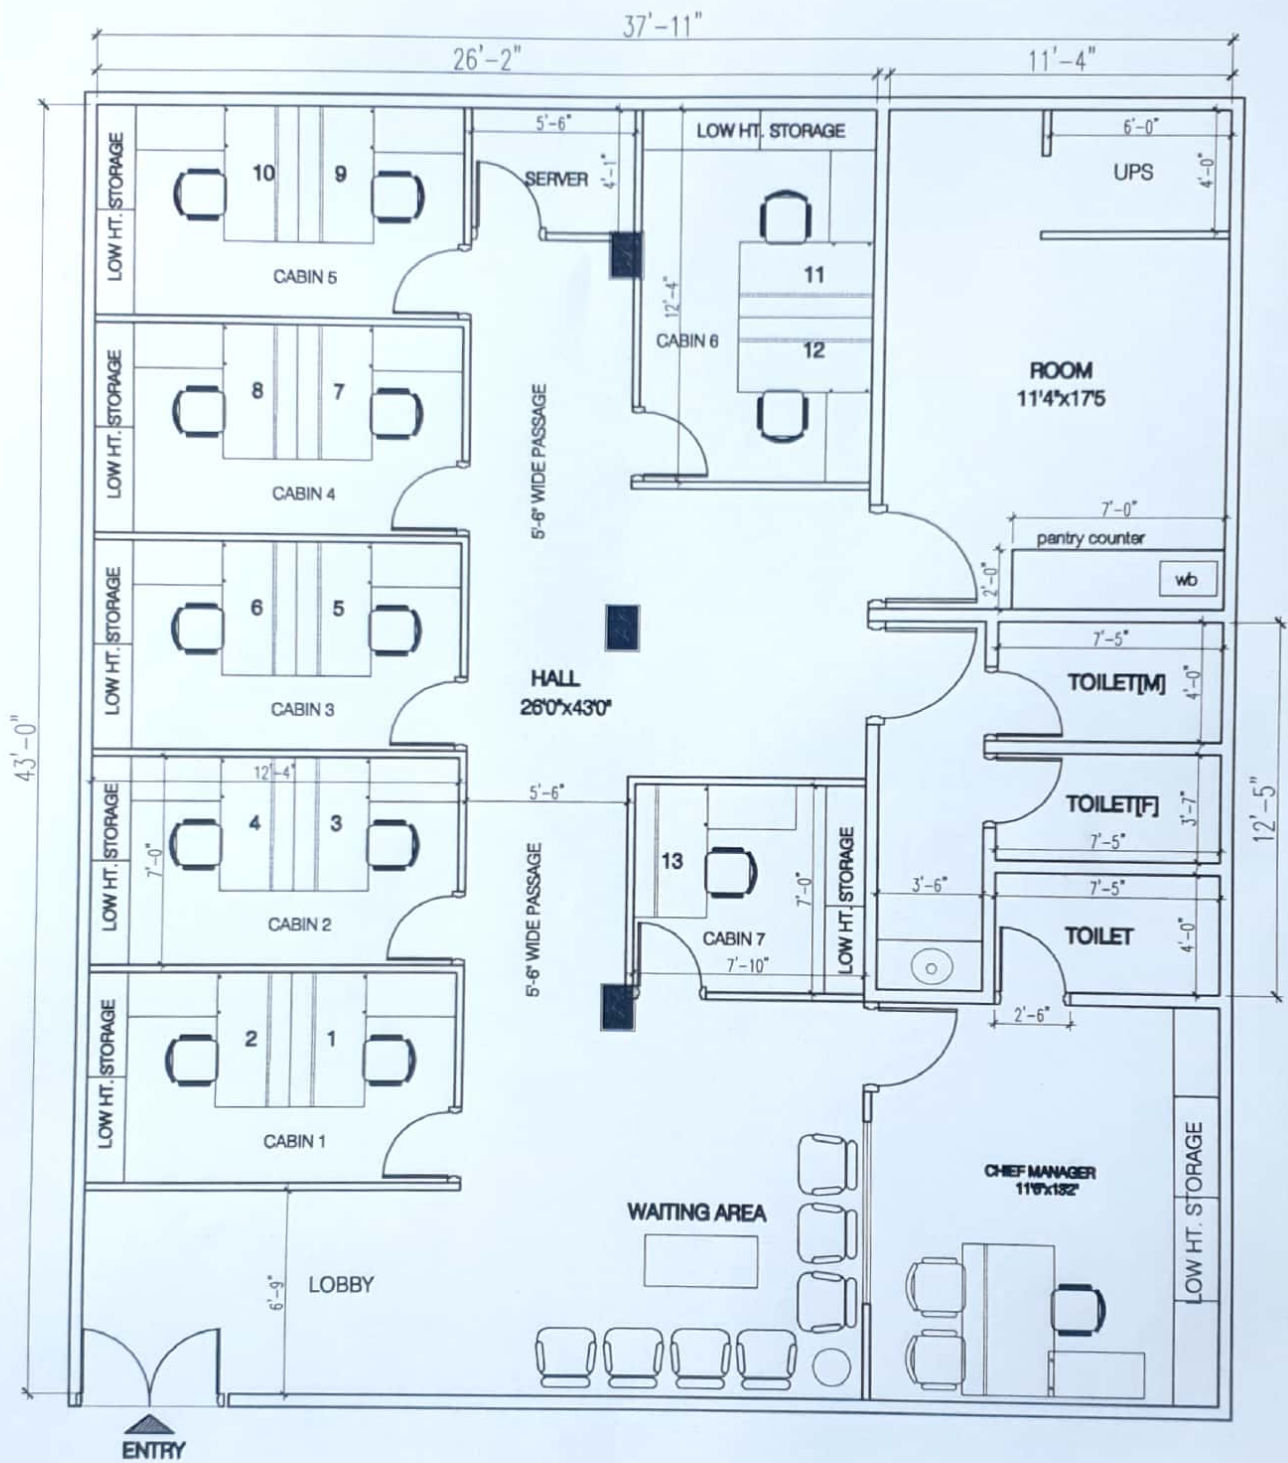 37'-11"
26'-2"
11'-4"
LOW HT. STORAGE
10
9
CABIN 5
5'-6"
SERVER
4'-1"
LOW HT. STORAGE
11
12
12'-4"
CABIN 6
6'-0"
UPS
4'-0"
ROOM
11'4"x17'5
LOW HT. STORAGE
8
7
CABIN 4
5'-6" WIDE PASSAGE
7'-0"
pantry counter
2'-0"
wb
LOW HT. STORAGE
6
5
CABIN 3
HALL
26'0"x43'0"
7'-5"
TOILET[M]
4'-0"
43'-0"
12'-4"
LOW HT. STORAGE
4
3
7'-0"
CABIN 2
5'-6"
5'-6" WIDE PASSAGE
13
7'-0"
LOW HT. STORAGE
CABIN 7
7'-10"
3'-6"
TOILET[F]
3'-7"
7'-5"
12'-5"
7'-5"
TOILET
4'-0"
2'-6"
LOW HT. STORAGE
2
1
CABIN 1
WAITING AREA
CHIEF MANAGER
LOW HT. STORAGE
6'-9"
LOBBY
ENTRY